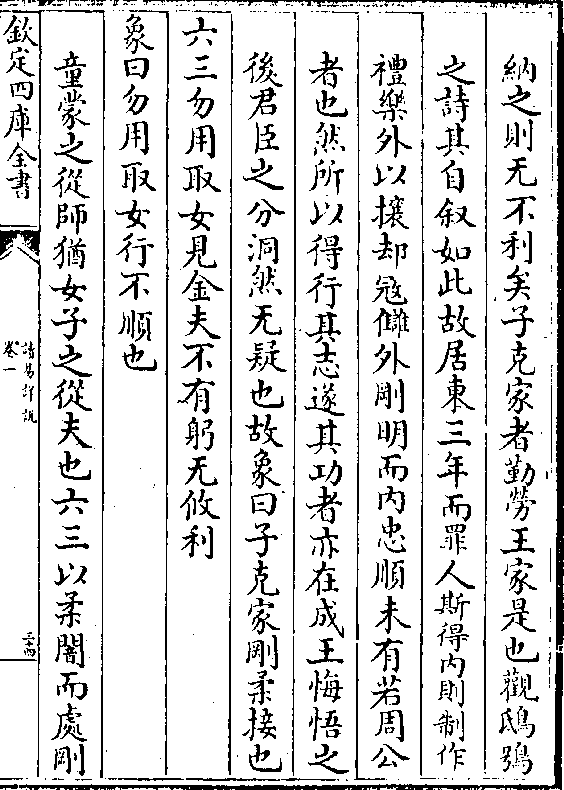 納之則无不利矣子克家者勤勞王家是也觀鴟鴞
之詩其自叙如此故居東三年而罪人斯得内則制作
禮樂外以攘却寇讎外剛明而内忠順未有若周公
者也然所以得行其志遂其功者亦在成王悔悟之
後君臣之分洞然无疑也故象曰子克家剛柔接也
六三勿用取女見金夫不有躬无攸利
象曰勿用取女行不順也
童蒙之從師猶女子之從夫也六三以柔闇而處剛
欽定四庫全書
讀易詳說
卷一
三十四